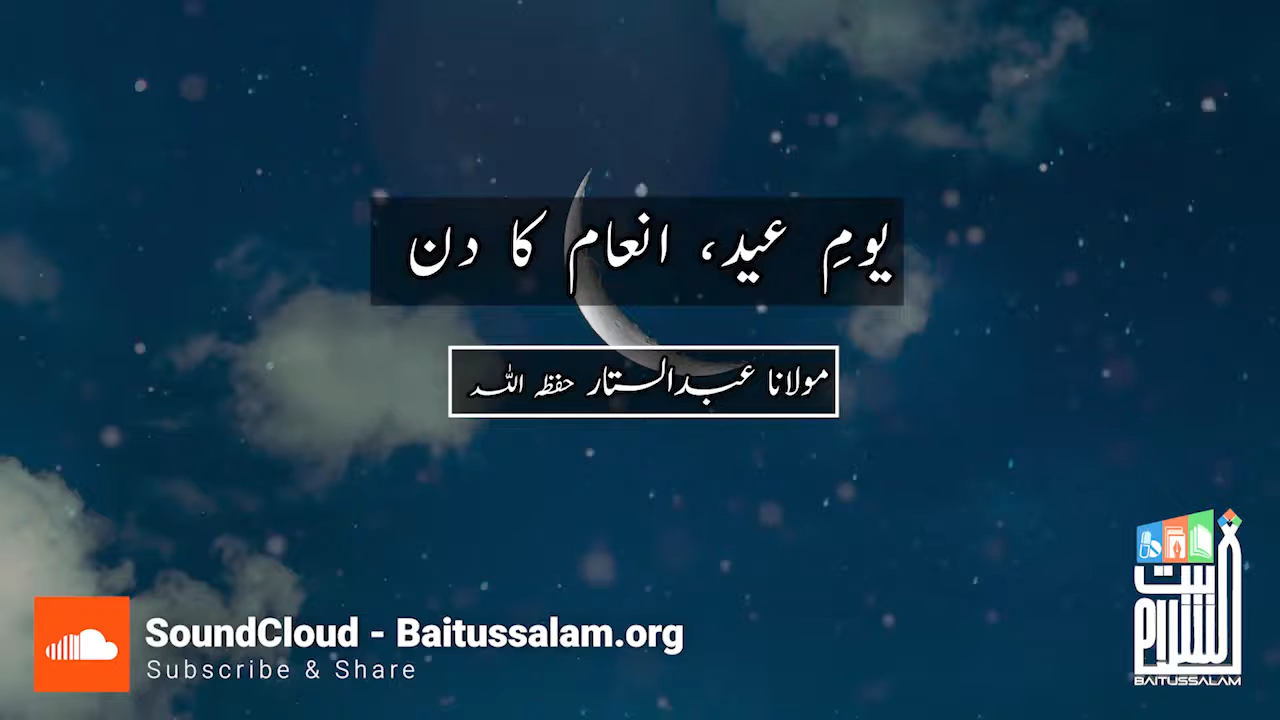 یومِ عید، انعام کا دن
مولانا عبدالستار حفظہ اللہ
SoundCloud - Baitussalam.org
Subscribe & Share
بیت السلام
BAITUSSALAM